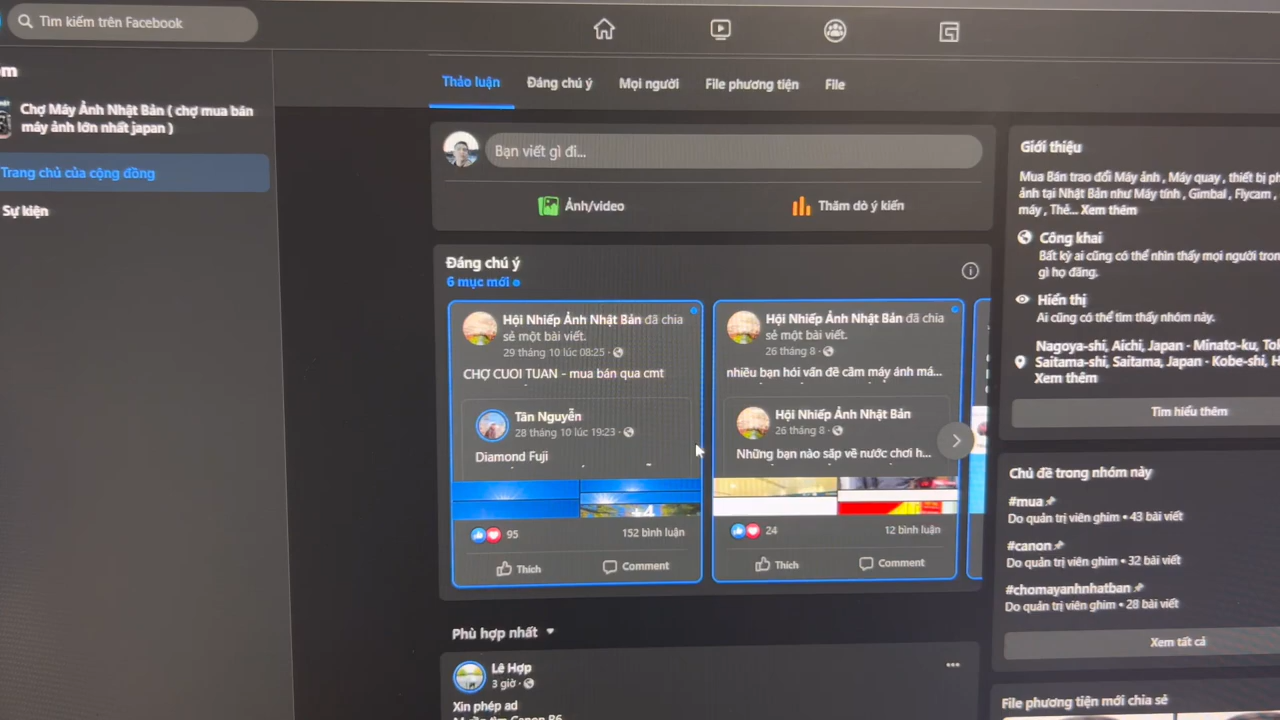 Tìm kiếm trên Facebook
Chợ Máy Ảnh Nhật Bản ( chợ mua bán
máy ảnh lớn nhất japan )
Trang chủ của cộng đồng
Sự kiện
Thảo luận
Đáng chú ý
Mọi người
File phương tiện
File
Bạn viết gì đi...
Ảnh/video
Thăm dò ý kiến
Đáng chú ý
6 mục mới
Hội Nhiếp Ảnh Nhật Bản đã chia
sẻ một bài viết.
29 tháng 10 lúc 08:25
CHỢ CUOI TUAN - mua bán qua cmt
Tân Nguyễn
28 tháng 10 lúc 19:23
Diamond Fuji
+4
95
152 bình luận
Thích
Comment
Hội Nhiếp Ảnh Nhật Bản đã chia
sẻ một bài viết.
26 tháng 8
nhiều bạn hỏi vấn đề cầm máy ảnh má...
Hội Nhiếp Ảnh Nhật Bản
26 tháng 8
Những bạn nào sắp về nước chơi h...
24
12 bình luận
Thích
Comment
Phù hợp nhất
Lê Hợp
3 giờ
Xin phép ad
Giới thiệu
Mua Bán trao đổi Máy ảnh , Máy quay , thiết bị
ảnh tại Nhật Bản như Máy tính , Gimbal , Flycam
máy , Thẻ... Xem thêm
Công khai
Bất kỳ ai cũng có thể nhìn thấy mọi người
gì họ đăng.
Hiển thị
Ai cũng có thể tìm thấy nhóm này.
Nagoya-shi, Aichi, Japan - Minato-ku,
Saitama-shi, Saitama, Japan - Kobe-shi,
Xem thêm
Tìm hiểu thêm
Chủ đề trong nhóm này
#mua
Do quản trị viên ghim • 43 bài viết
#canon
Do quản trị viên ghim • 32 bài viết
#chomayanhnhatban
Do quản trị viên ghim • 28 bài viết
Xem tất cả
File phương tiện mới chia sẻ